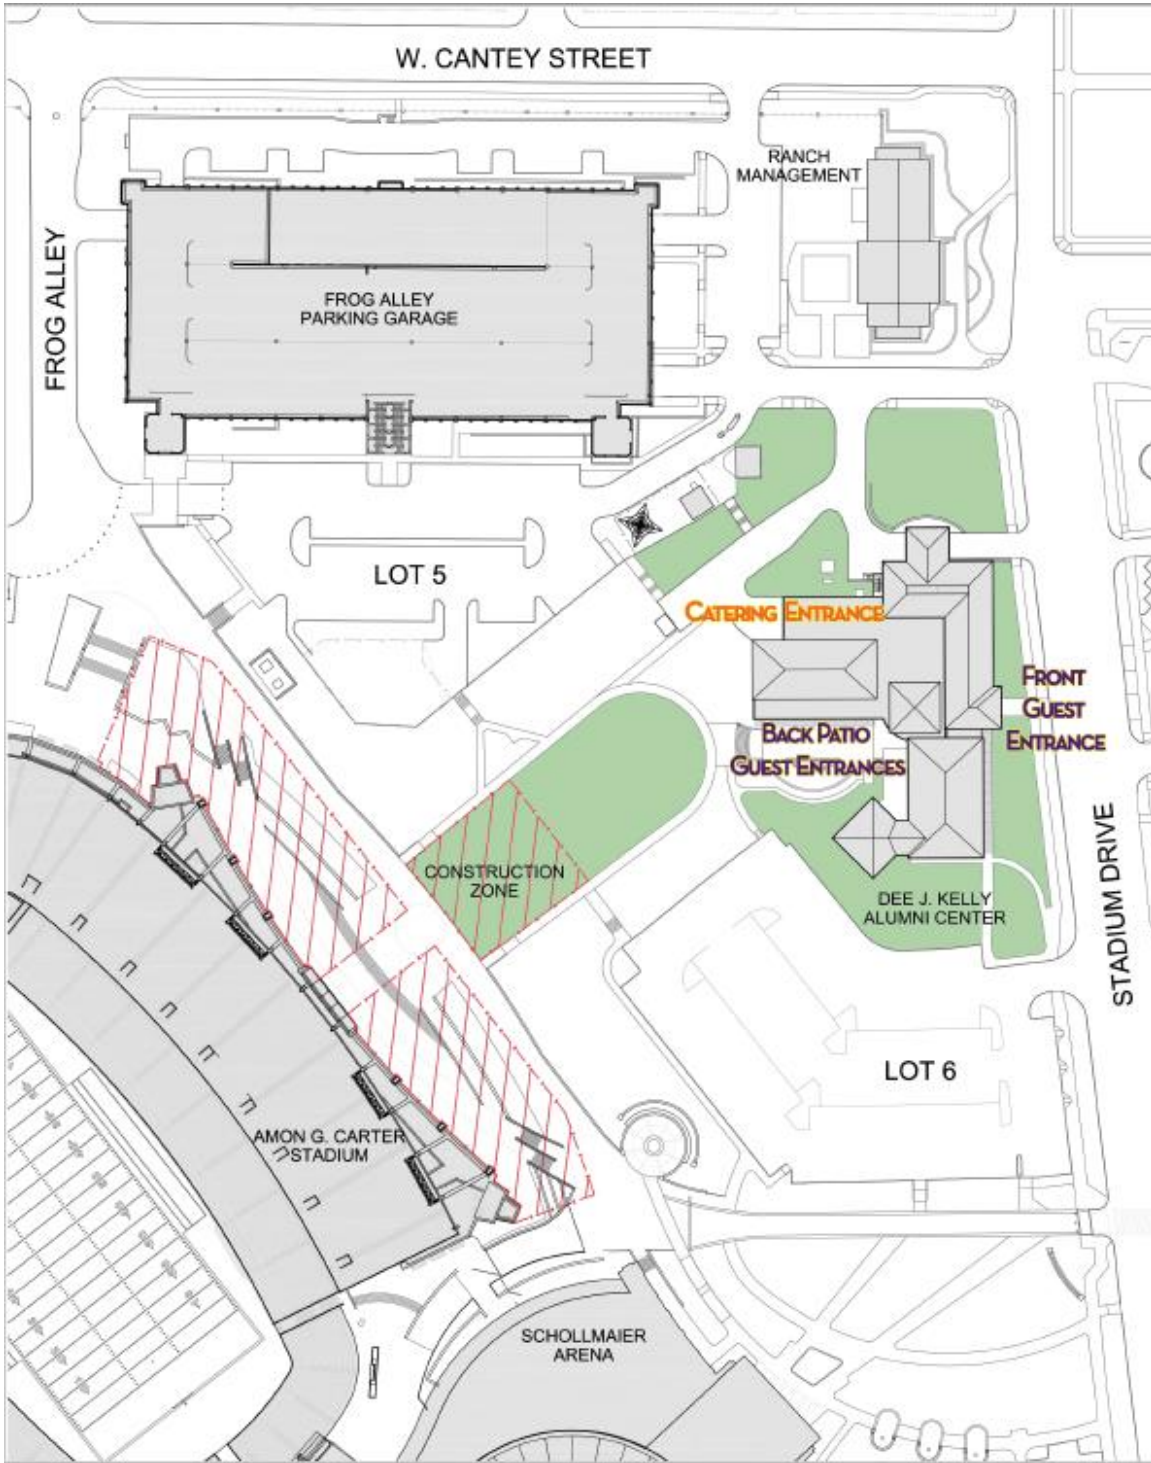 W. CANTEY STREET
RANCH
MANAGEMENT
FROG ALLEY
FROG ALLEY
PARKING GARAGE
LOT 5
CATERING ENTRANCE
FRONT
GUEST
ENTRANCE
BACK PATIO
GUEST ENTRANCES
CONSTRUCTION
ZONE
DEE J. KELLY
ALUMNI CENTER
STADIUM DRIVE
LOT 6
AMON G. CARTER
STADIUM
SCHOLLMAIER
ARENA